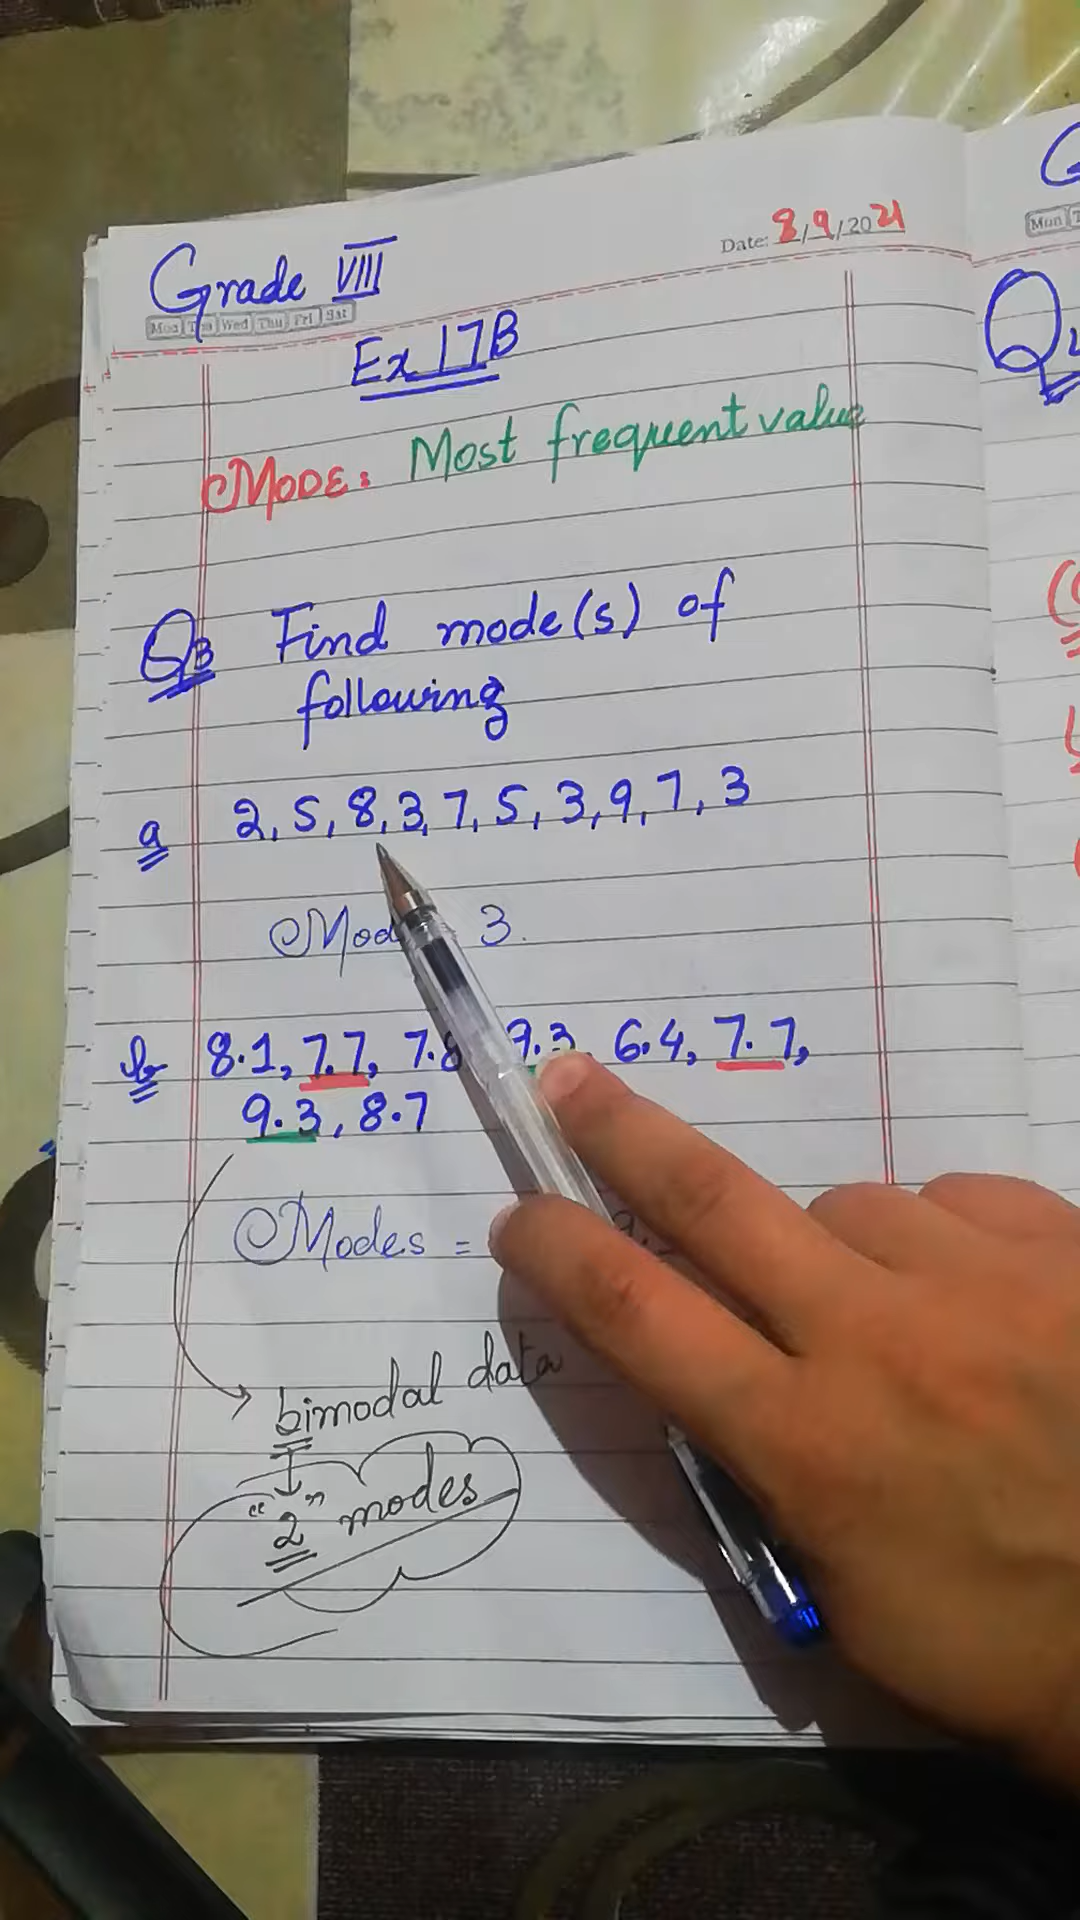 Date: 8/9/2021
Grade VIII
Mon Tue Wed Thu Fri Sat
Ex 17B
Mode: Most frequent value
Q3 Find mode(s) of
following
a 2, 5, 8, 3, 7, 5, 3, 9, 7, 3
3.
b 8.1, 7.7, 7.8 9.3, 6.4, 7.7,
9.3, 8.7
Modes =
bimodal data
"2" modes
Mon